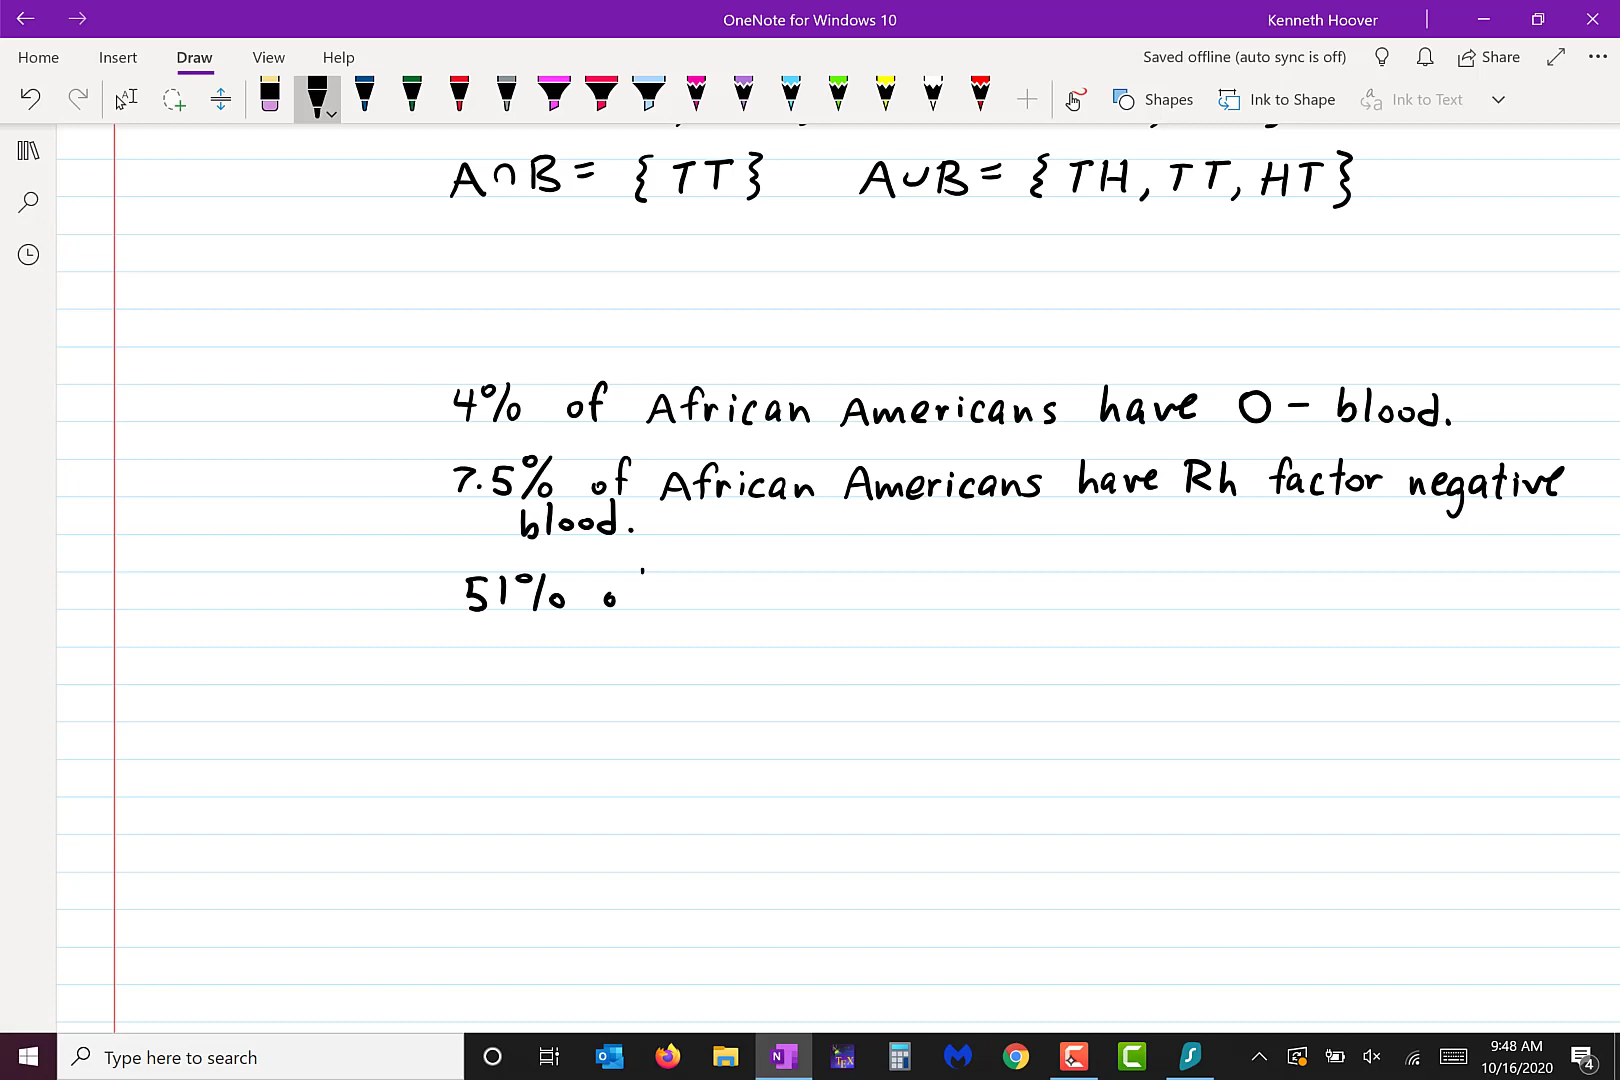 OneNote for Windows 10
Kenneth Hoover
Home Insert Draw View Help
Saved offline (auto sync is off) Share
Shapes Ink to Shape Ink to Text
A∩B = { TT } A∪B = { TH, TT, HT }
4% of African Americans have O - blood.
7.5% of African Americans have Rh factor negative
blood.
51% o
Type here to search
9:48 AM
10/16/2020
4